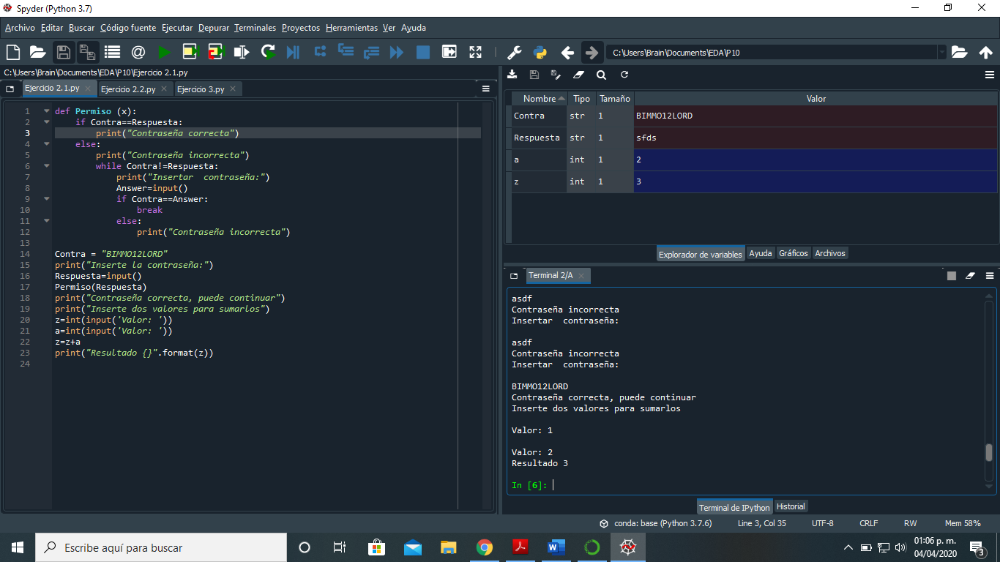 Spyder (Python 3.7)
Archivo Editar Buscar Código fuente Ejecutar Depurar Terminales Proyectos Herramientas Ver Ayuda
C:\Users\Brain\Documents\EDA\P10
C:\Users\Brain\Documents\EDA\P10\Ejercicio 2.1.py
Ejercicio 2.1.py Ejercicio 2.2.py Ejercicio 3.py
1 def Permiso (x):
2 if Contra==Respuesta:
3 print("Contraseña correcta")
4 else:
5 print("Contraseña incorrecta")
6 while Contra!=Respuesta:
7 print("Insertar  contraseña:")
8 Answer=input()
9 if Contra==Answer:
10 break
11 else:
12 print("Contraseña incorrecta")
13
14 Contra = "BIMMO12LORD"
15 print("Inserte la contraseña:")
16 Respuesta=input()
17 Permiso(Respuesta)
18 print("Contraseña correcta, puede continuar")
19 print("Inserte dos valores para sumarlos")
20 z=int(input('Valor: '))
21 a=int(input('Valor: '))
22 z=z+a
23 print("Resultado {}".format(z))
24
Nombre Tipo Tamaño Valor
Contra str 1 BIMMO12LORD
Respuesta str 1 sfds
a int 1 2
z int 1 3
Explorador de variables Ayuda Gráficos Archivos
Terminal 2/A
asdf
Contraseña incorrecta
Insertar  contraseña:
asdf
Contraseña incorrecta
Insertar  contraseña:
BIMMO12LORD
Contraseña correcta, puede continuar
Inserte dos valores para sumarlos
Valor: 1
Valor: 2
Resultado 3
In [6]:
Terminal de IPython Historial
conda: base (Python 3.7.6) Line 3, Col 35 UTF-8 CRLF RW Mem 58%
Escribe aquí para buscar
01:06 p. m.
04/04/2020
3